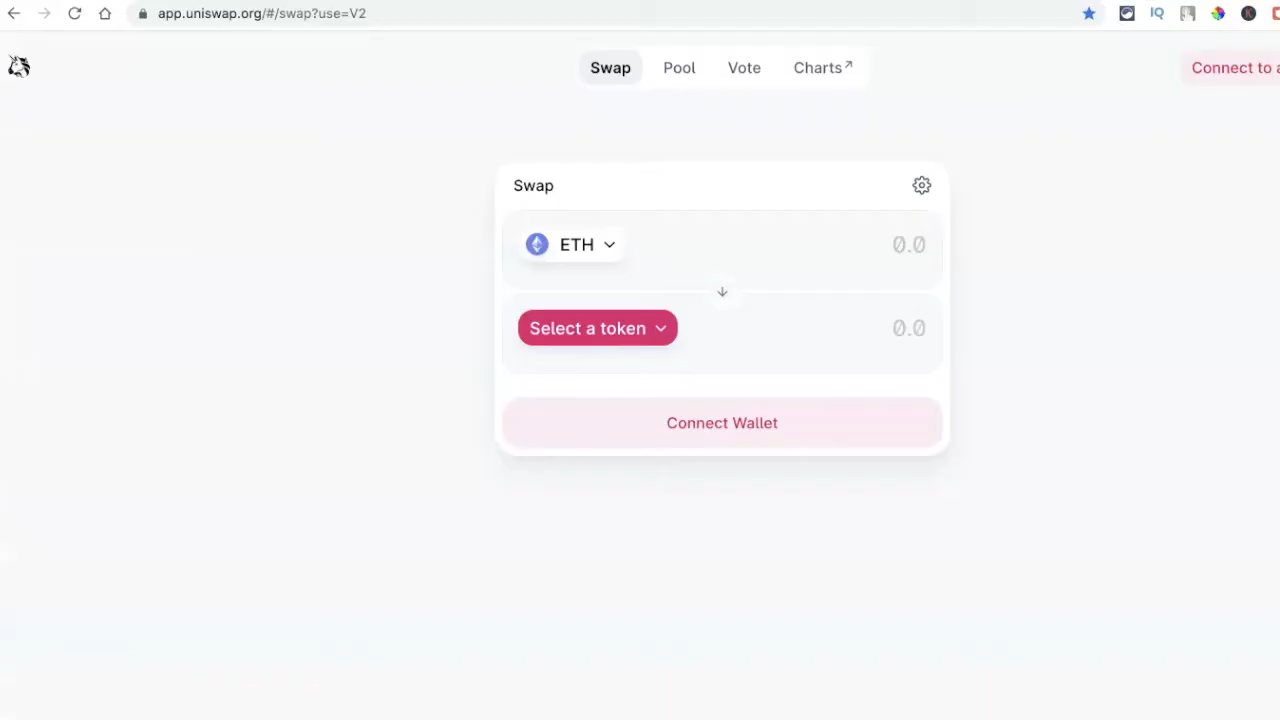 app.uniswap.org/#/swap?use=V2
IQ
K
Swap Pool Vote Charts↗
Connect to a
Swap
ETH 0.0
Select a token 0.0
Connect Wallet